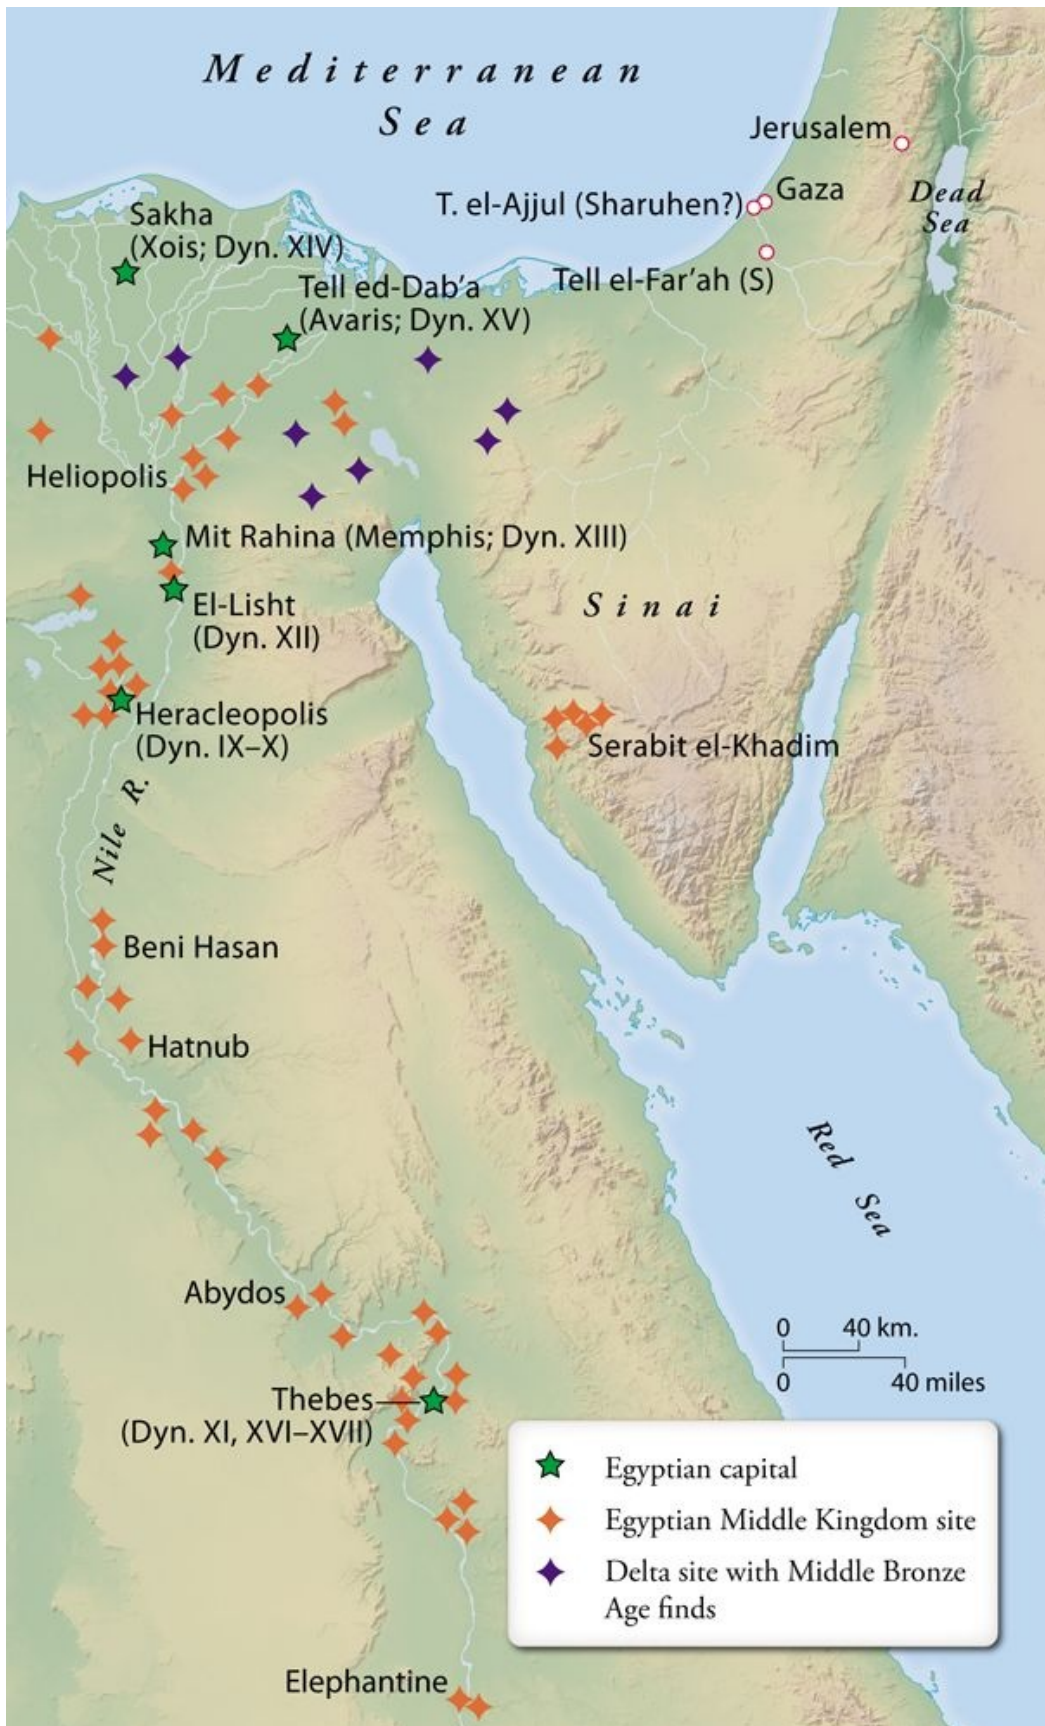 Mediterranean
Sea
Jerusalem
Gaza
T. el-Ajjul (Sharuhen?)
Dead
Sea
Sakha
(Xois; Dyn. XIV)
Tell el-Far'ah (S)
Tell ed-Dab'a
(Avaris; Dyn. XV)
Heliopolis
Mit Rahina (Memphis; Dyn. XIII)
El-Lisht
(Dyn. XII)
Sinai
Heracleopolis
(Dyn. IX–X)
Serabit el-Khadim
Nile R.
Beni Hasan
Hatnub
Red Sea
Abydos
0 40 km.
0 40 miles
Thebes
(Dyn. XI, XVI–XVII)
Egyptian capital
Egyptian Middle Kingdom site
Delta site with Middle Bronze
Age finds
Elephantine